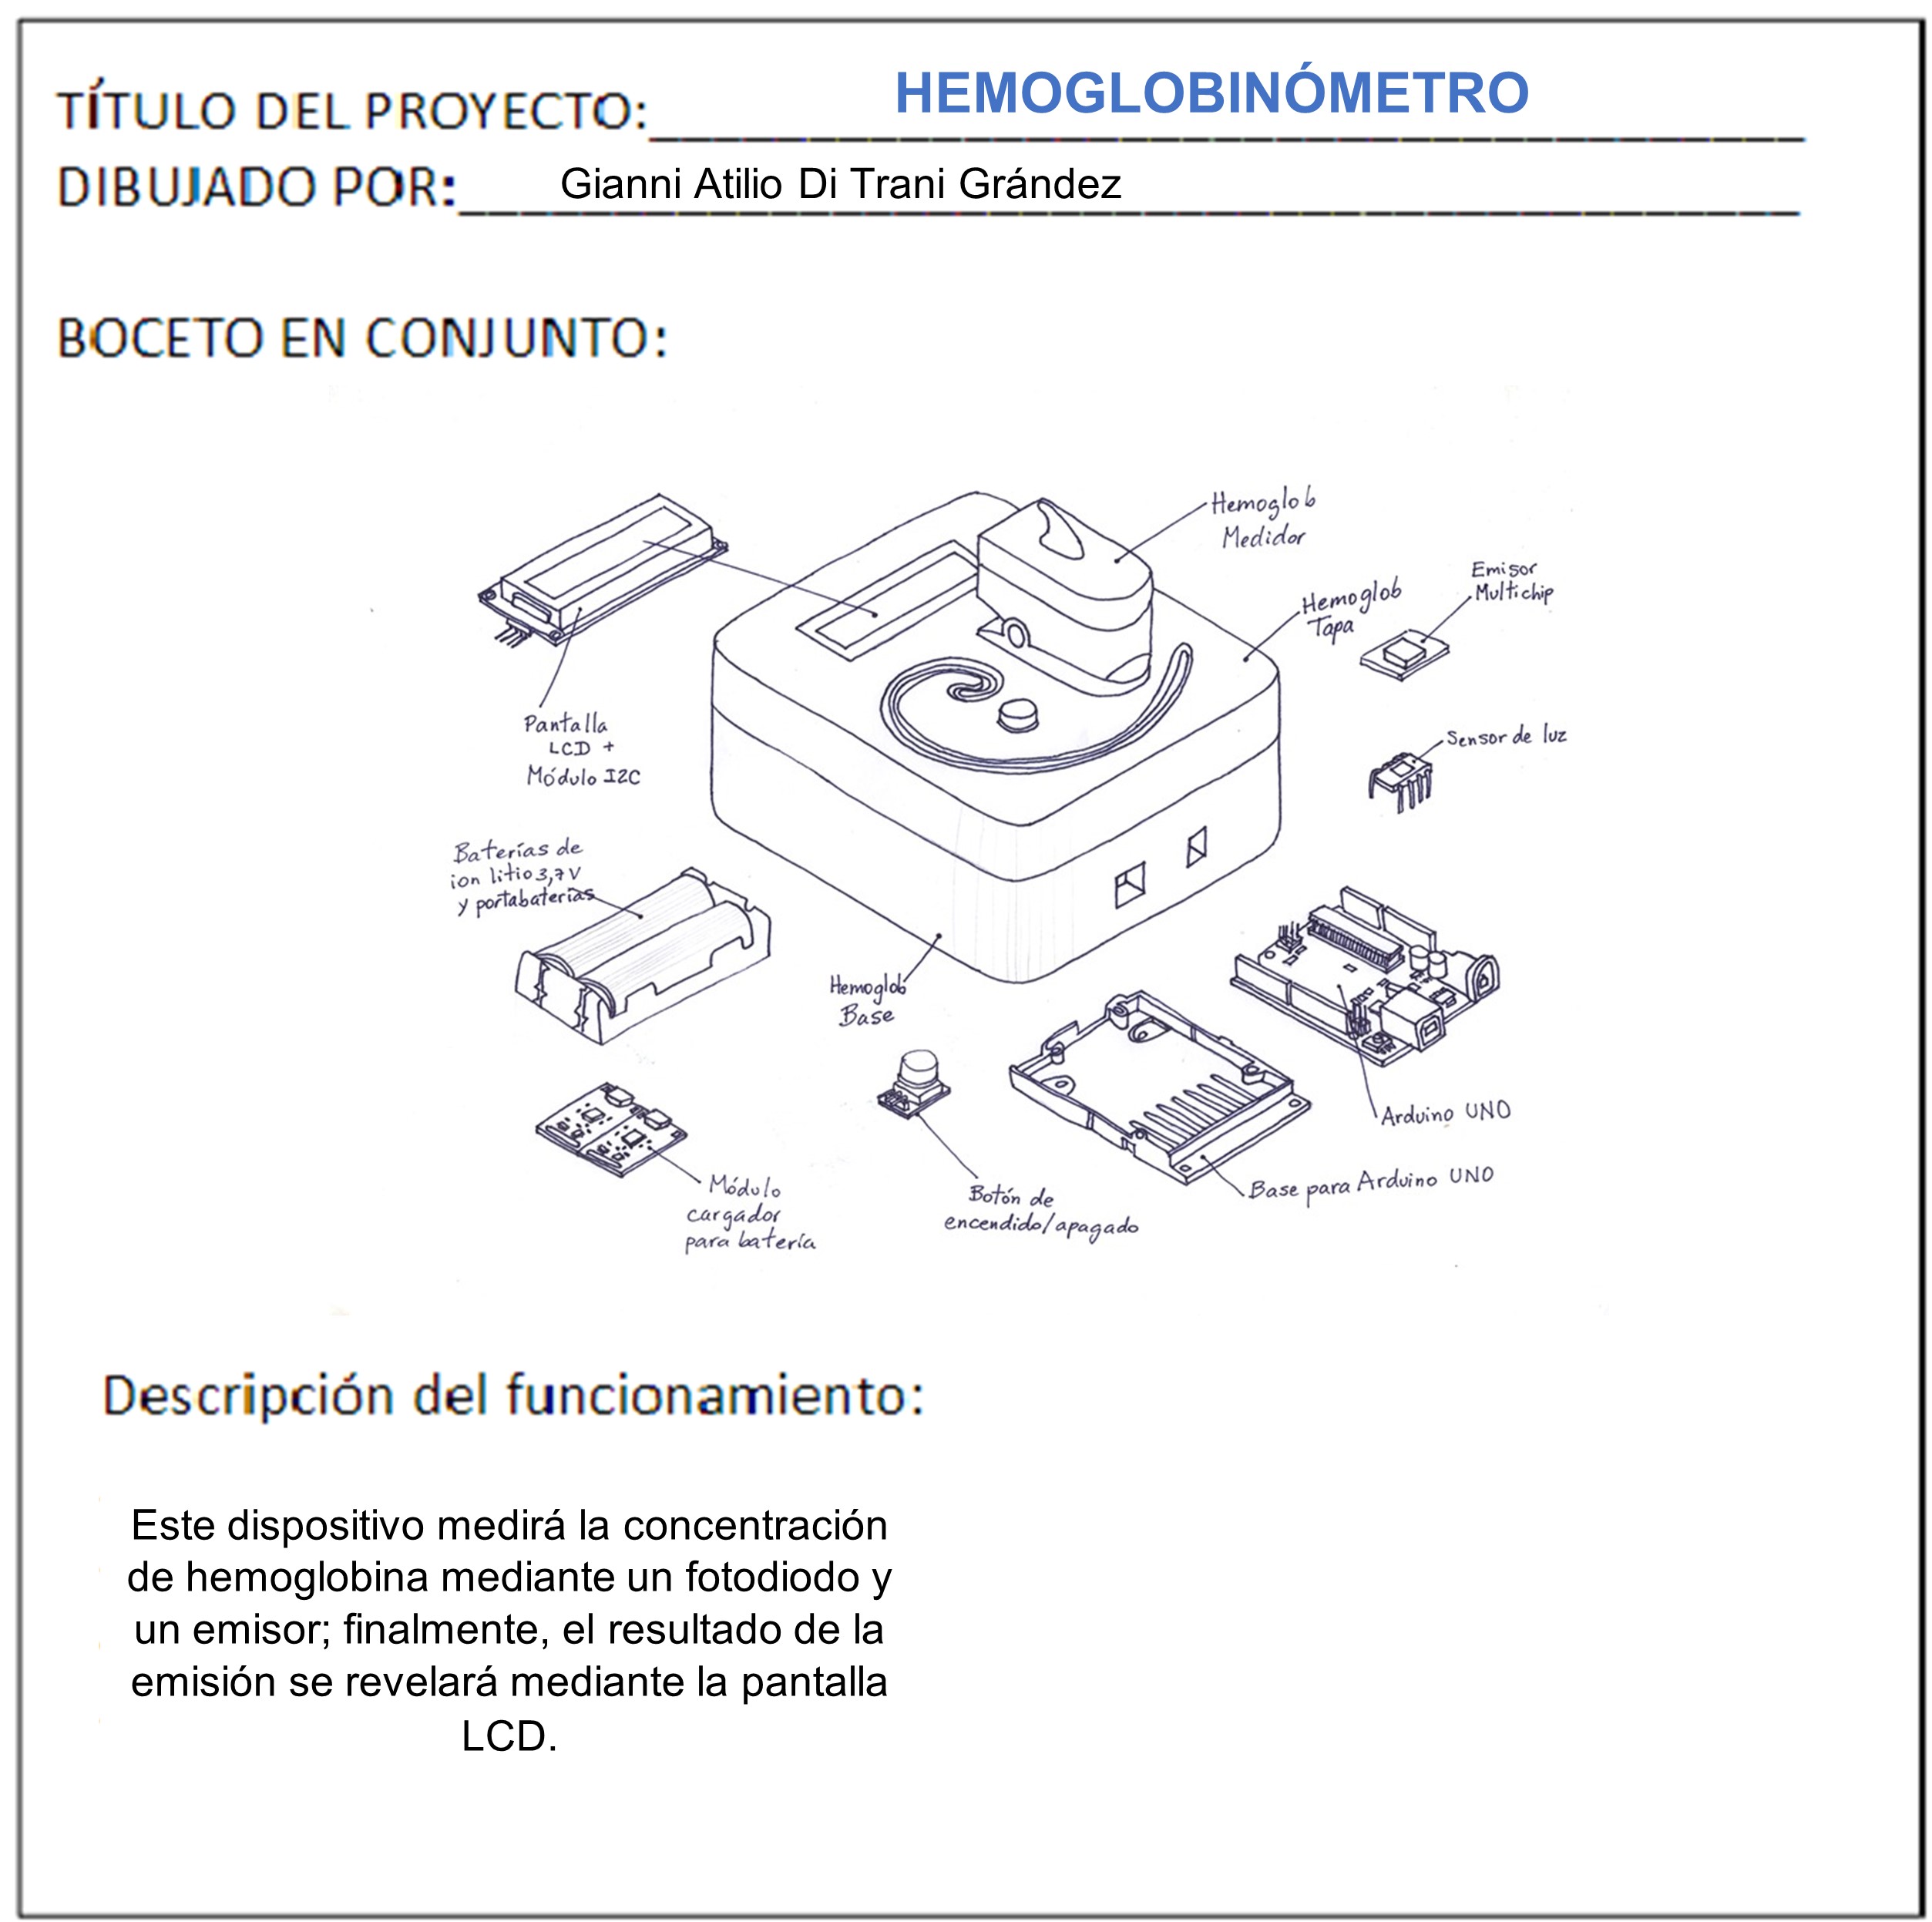 TÍTULO DEL PROYECTO: HEMOGLOBINÓMETRO
DIBUJADO POR: Gianni Atilio Di Trani Grández
BOCETO EN CONJUNTO:
Hemoglob
Medidor
Emisor
Multichip
Hemoglob
Tapa
Sensor de luz
Pantalla
LCD +
Módulo I2C
Baterías de
ion litio 3,7V
y portabaterías
Hemoglob
Base
Arduino UNO
Base para Arduino UNO
Botón de
encendido/apagado
Módulo
cargador
para batería
Descripción del funcionamiento:
Este dispositivo medirá la concentración
de hemoglobina mediante un fotodiodo y
un emisor; finalmente, el resultado de la
emisión se revelará mediante la pantalla
LCD.